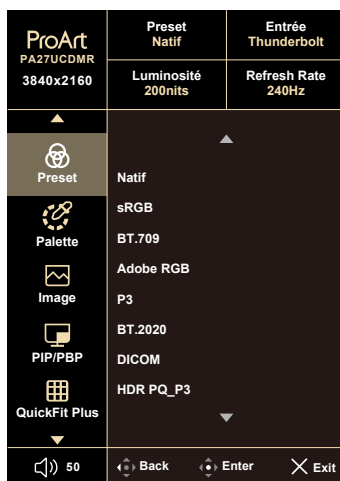 ProArt
PA27UCDMR
3840x2160
Preset
Natif
Entrée
Thunderbolt
Luminosité
200nits
Refresh Rate
240Hz
Preset
Palette
Image
PIP/PBP
QuickFit Plus
Natif
sRGB
BT.709
Adobe RGB
P3
BT.2020
DICOM
HDR PQ_P3
50
Back
Enter
Exit